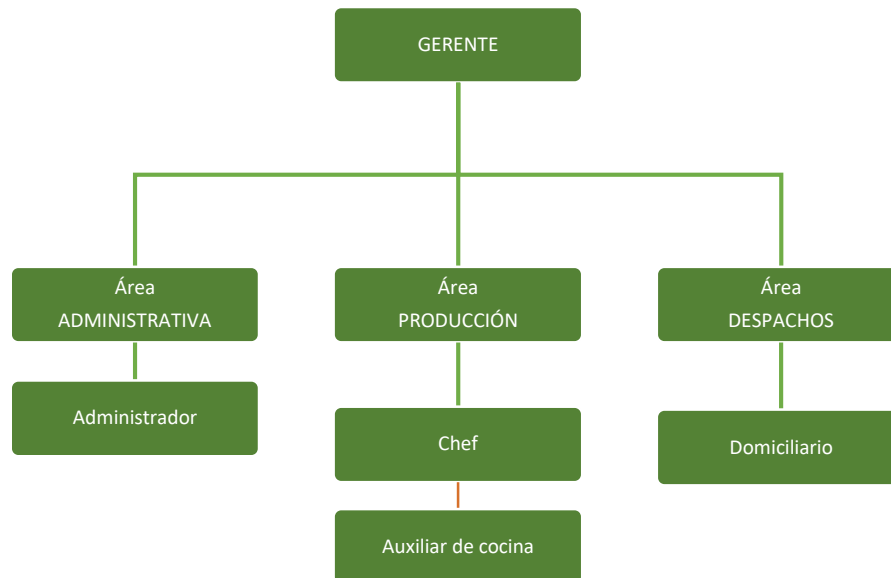 GERENTE
Área
ADMINISTRATIVA
Área
PRODUCCIÓN
Área
DESPACHOS
Administrador
Chef
Domiciliario
Auxiliar de cocina